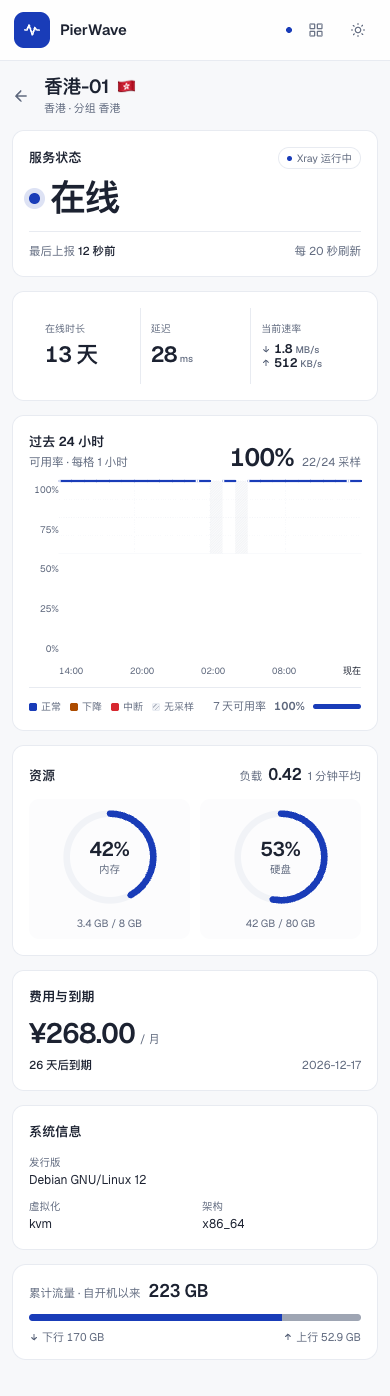 PierWave
香港-01 🇭🇰
香港 · 分组 香港
服务状态
Xray 运行中
在线
最后上报 12 秒前
每 20 秒刷新
在线时长
延迟
当前速率
13 天
28 ms
↓ 1.8 MB/s
↑ 512 KB/s
过去 24 小时
可用率 · 每格 1 小时
100% 22/24 采样
100%
75%
50%
25%
0%
14:00 20:00 02:00 08:00 现在
正常 下降 中断 无采样 7 天可用率 100%
资源
负载 0.42 1 分钟平均
42%
内存
3.4 GB / 8 GB
53%
硬盘
42 GB / 80 GB
费用与到期
¥268.00 / 月
26 天后到期
2026-12-17
系统信息
发行版
Debian GNU/Linux 12
虚拟化
架构
kvm
x86_64
累计流量 · 自开机以来 223 GB
↓ 下行 170 GB
↑ 上行 52.9 GB